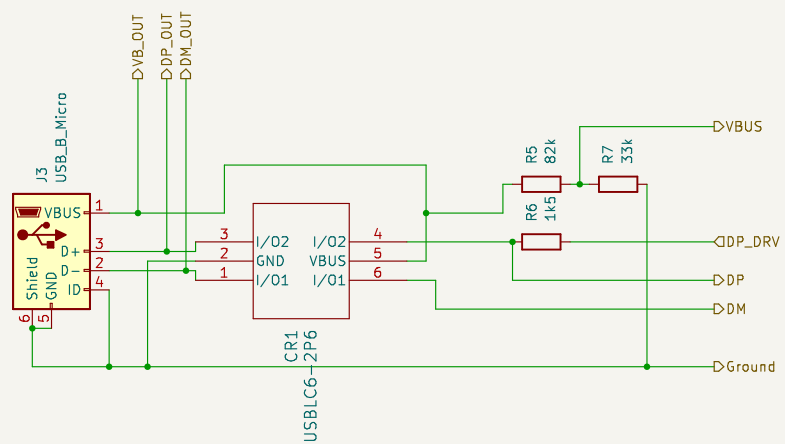 VB_OUT
DP_OUT
DM_OUT
J3
USB_B_Micro
VBUS
1
D+
3
D-
2
ID
4
Shield
GND
6
5
3
I/O2
2
GND
1
I/O1
I/O2
4
VBUS
5
I/O1
6
CR1
USBLC6-2P6
R5
82k
R7
33k
R6
1k5
VBUS
DP_DRV
DP
DM
Ground